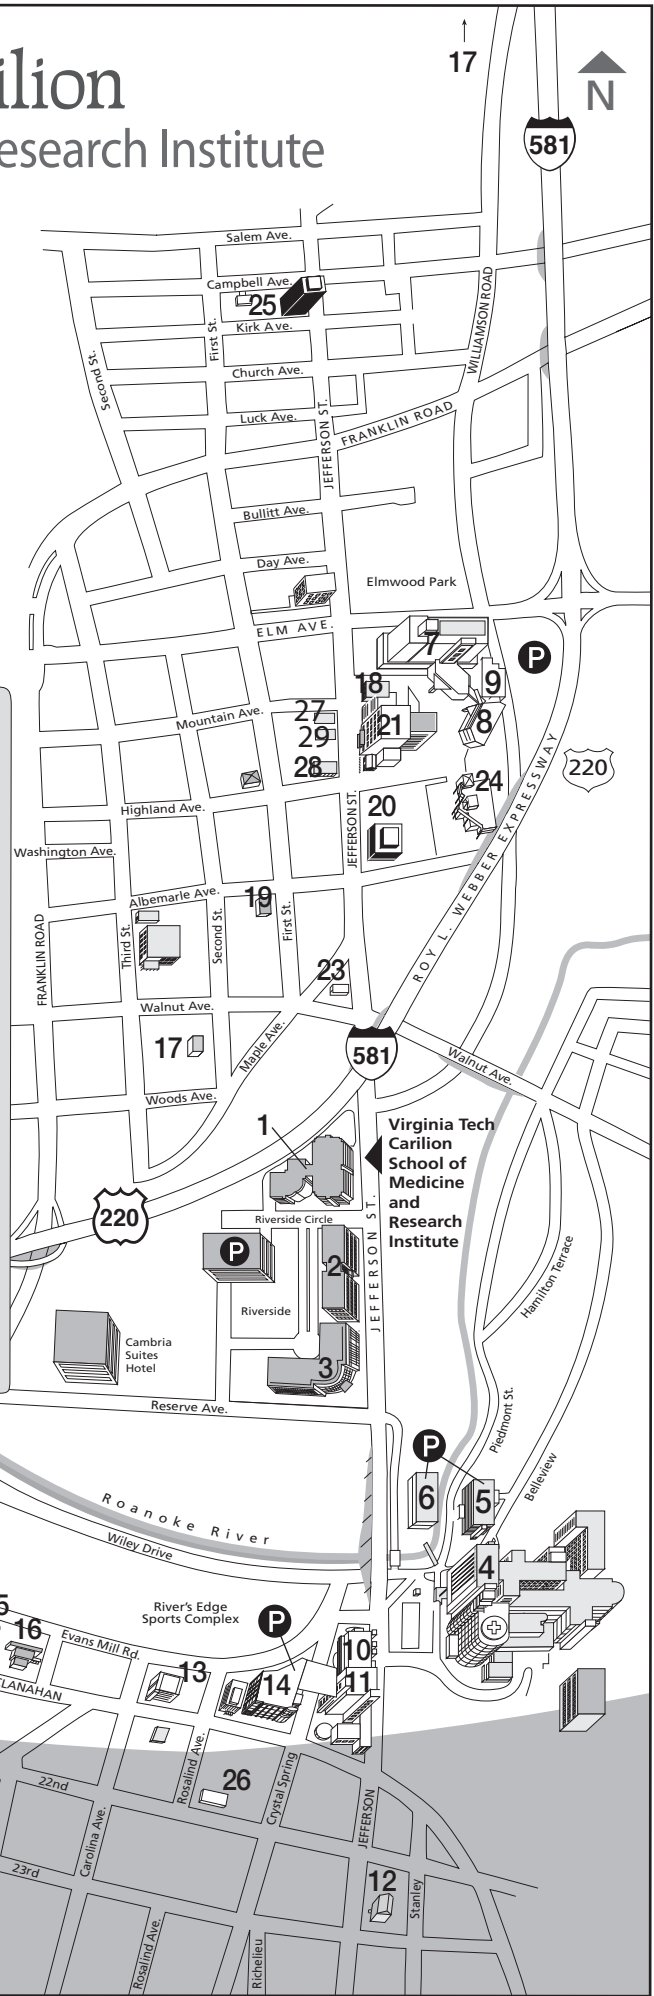 ilion
esearch Institute
17
N
581
Salem Ave.
Campbell Ave.
25
Kirk Ave.
First St.
Second St.
WILLIAMSON ROAD
Church Ave.
Luck Ave.
JEFFERSON ST.
FRANKLIN ROAD
Bullitt Ave.
Day Ave.
Elmwood Park
ELM AVE.
7
P
18
9
27
Mountain Ave.
21
8
29
28
220
24
20
Highland Ave.
JEFFERSON ST.
Washington Ave.
ROY L. WEBBER EXPRESSWAY
Albemarle Ave.
19
FRANKLIN ROAD
Third St.
Second St.
First St.
23
Walnut Ave.
17
Maple Ave.
581
Walnut Ave.
Woods Ave.
1
Virginia Tech
Carilion
School of
Medicine
and
Research
Institute
220
Riverside Circle
P
2
JEFFERSON ST.
Hamilton Terrace
Riverside
Cambria
Suites
Hotel
3
Reserve Ave.
Piedmont St.
P
Belleview
6
5
Roanoke River
Wiley Drive
4
5
River's Edge
Sports Complex
P
16
Evans Mill Rd.
10
13
14
11
LANAHAN
Rosalind Ave.
22nd
26
Crystal Spring
JEFFERSON
Carolina Ave.
23rd
12
Stanley
Rosalind Ave.
Richelieu